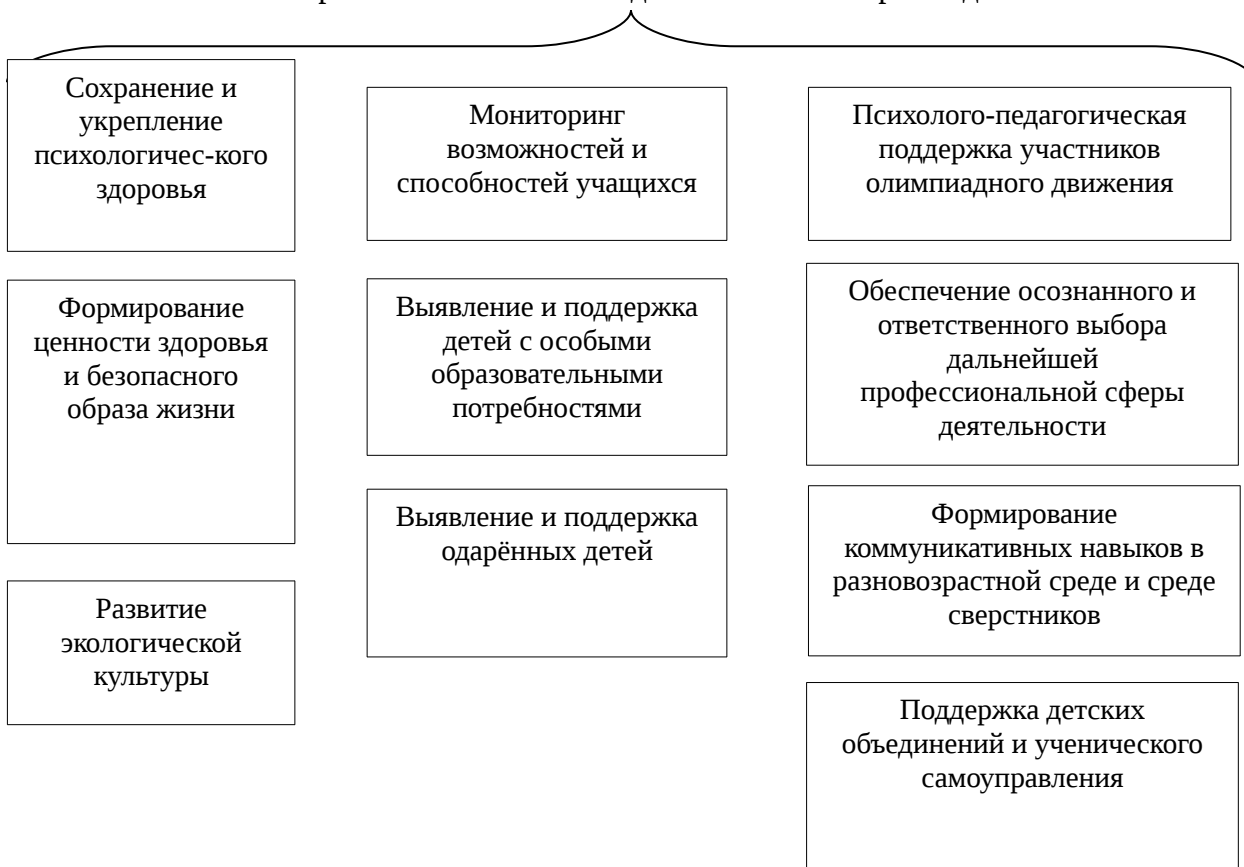 Сохранение и
укрепление
психологичес-кого
здоровья
Мониторинг
возможностей и
способностей учащихся
Психолого-педагогическая
поддержка участников
олимпиадного движения
Формирование
ценности здоровья
и безопасного
образа жизни
Выявление и поддержка
детей с особыми
образовательными
потребностями
Обеспечение осознанного и
ответственного выбора
дальнейшей
профессиональной сферы
деятельности
Выявление и поддержка
одарённых детей
Формирование
коммуникативных навыков в
разновозрастной среде и среде
сверстников
Развитие
экологической
культуры
Поддержка детских
объединений и ученического
самоуправления